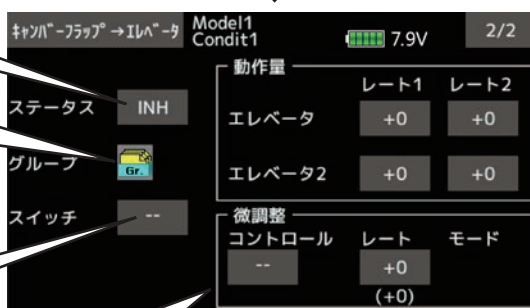 ｷｬﾝﾊﾞｰﾌﾗｯﾌﾟ→ｴﾚﾍﾞｰﾀ Model1 7.9V 2/2
Condit1
動作量
レート1 レート2
ステータス INH エレベータ +0 +0
グループ Gr. エレベータ2 +0 +0
スイッチ -- 微調整
コントロール レート モード
-- +0
(+0)